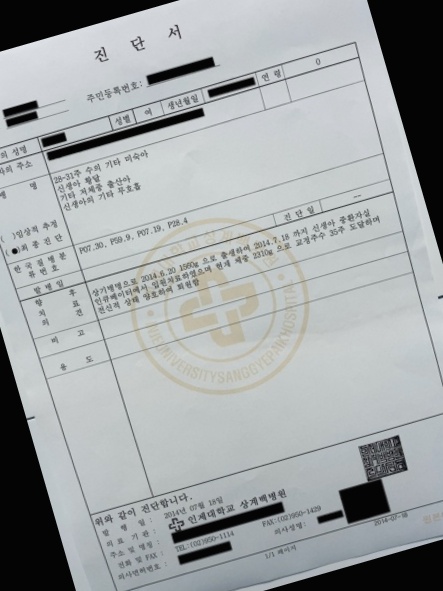 진 단 서
주민등록번호:
의 성명
성별
여
생년월일
연 령
0
의 주소
병 명
28-31주 수의 기타 미숙아
신생아 황달
기타 저체중 출산아
신생아의 기타 무호흡
( )임상적 추정
(●)최 종 진 단
한 국 질 병 분
류 번 호
P07.30, P59.9, P07.19, P28.4
진 단 일
발 병 일
향 후
치 료
의 견
상기병명으로 2014.6.20 1560g 으로 출생하여 2014.7.18 까지 신생아 중환자실
인큐베이터에서 입원치료하였으며 현재 체중 2310g 으로 교정주수 35주 도달하며
전신적 상태 양호하여 퇴원함
비 고
용 도
위와 같이 진단합니다.
발 행 일 : 2014년 07월 18일
의 료 기 관 : 인제대학교 상계백병원
주소 및 명칭 :
전화 및 FAX : TEL:(02)950-1114 FAX:(02)950-1429
의사면허번호 : 의사성명:
1/1 페이지